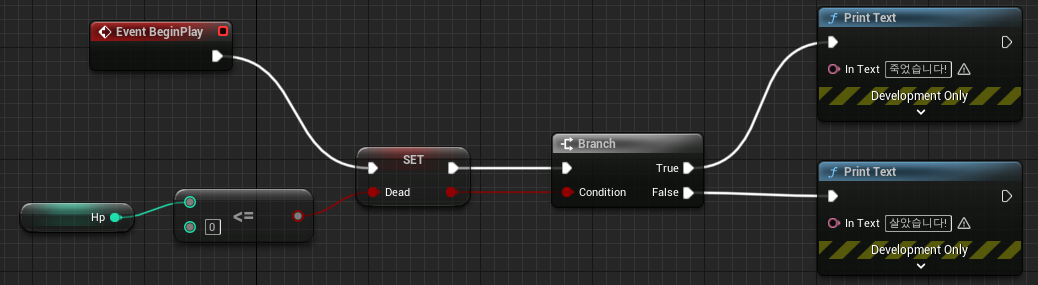 Event BeginPlay
Hp
<=
0
SET
Dead
Branch
Condition
True
False
Print Text
In Text 죽었습니다!
Development Only
Print Text
In Text 살았습니다!
Development Only